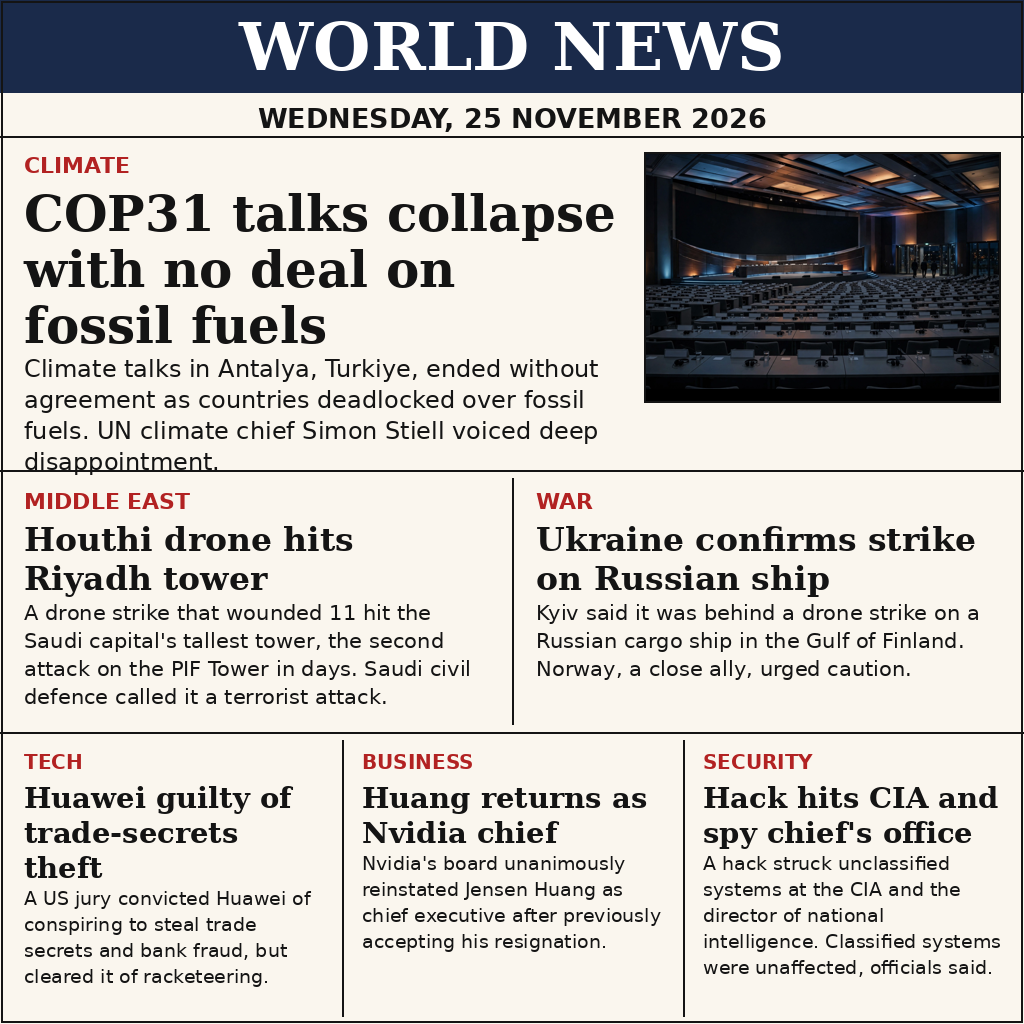 WORLD NEWS
WEDNESDAY, 25 NOVEMBER 2026
CLIMATE
COP31 talks collapse
with no deal on
fossil fuels
Climate talks in Antalya, Turkiye, ended without
agreement as countries deadlocked over fossil
fuels. UN climate chief Simon Stiell voiced deep
disappointment.
MIDDLE EAST
Houthi drone hits
Riyadh tower
A drone strike that wounded 11 hit the
Saudi capital's tallest tower, the second
attack on the PIF Tower in days. Saudi civil
defence called it a terrorist attack.
WAR
Ukraine confirms strike
on Russian ship
Kyiv said it was behind a drone strike on a
Russian cargo ship in the Gulf of Finland.
Norway, a close ally, urged caution.
TECH
Huawei guilty of
trade-secrets
theft
A US jury convicted Huawei of
conspiring to steal trade
secrets and bank fraud, but
cleared it of racketeering.
BUSINESS
Huang returns as
Nvidia chief
Nvidia's board unanimously
reinstated Jensen Huang as
chief executive after previously
accepting his resignation.
SECURITY
Hack hits CIA and
spy chief's office
A hack struck unclassified
systems at the CIA and the
director of national
intelligence. Classified systems
were unaffected, officials said.